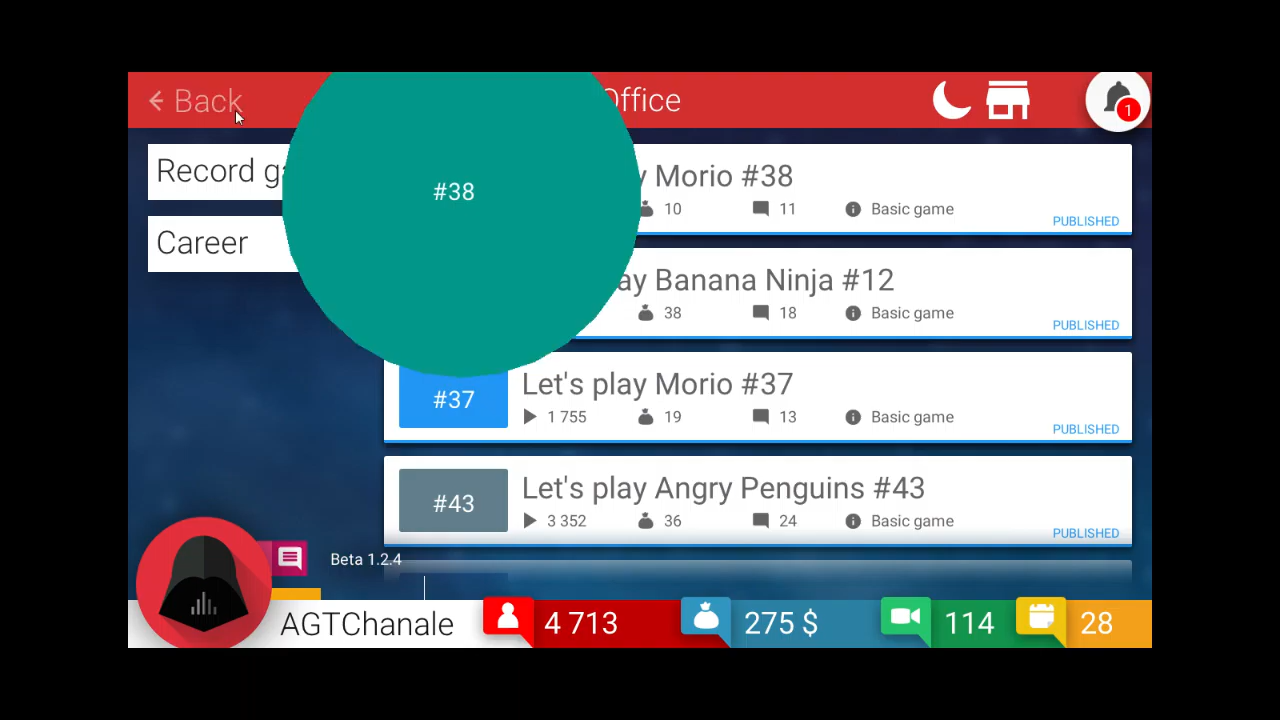 Back
Office
1
Record g
Career
#38
Morio #38
10 11 Basic game
PUBLISHED
ay Banana Ninja #12
38 18 Basic game
PUBLISHED
#37
Let's play Morio #37
1 755 19 13 Basic game
PUBLISHED
#43
Let's play Angry Penguins #43
3 352 36 24 Basic game
PUBLISHED
Beta 1.2.4
AGTChanale
4 713
275 $
114
28